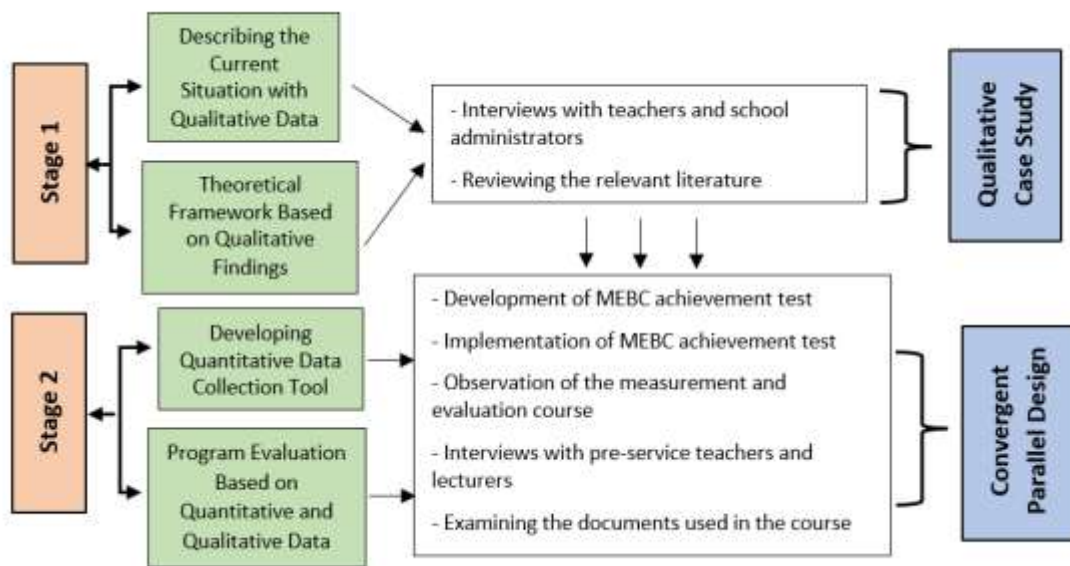 Stage 1
Describing the
Current
Situation with
Qualitative Data
Theoretical
Framework Based
on Qualitative
Findings
- Interviews with teachers and school
administrators
- Reviewing the relevant literature
Qualitative
Case Study
Stage 2
Developing
Quantitative Data
Collection Tool
Program Evaluation
Based on
Quantitative and
Qualitative Data
- Development of MEBC achievement test
- Implementation of MEBC achievement test
- Observation of the measurement and
evaluation course
- Interviews with pre-service teachers and
lecturers
- Examining the documents used in the course
Convergent
Parallel Design